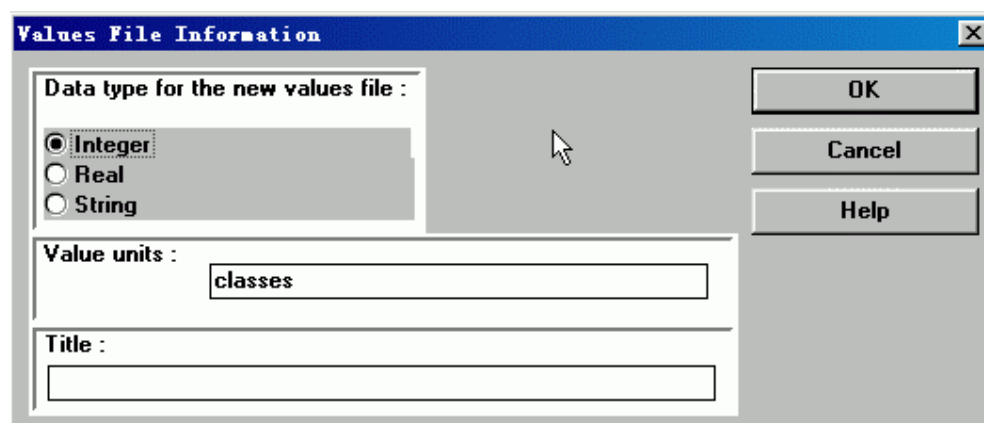 Values File Information
Data type for the new values file :
OK
Integer
Cancel
Real
String
Help
Value units :
classes
Title :